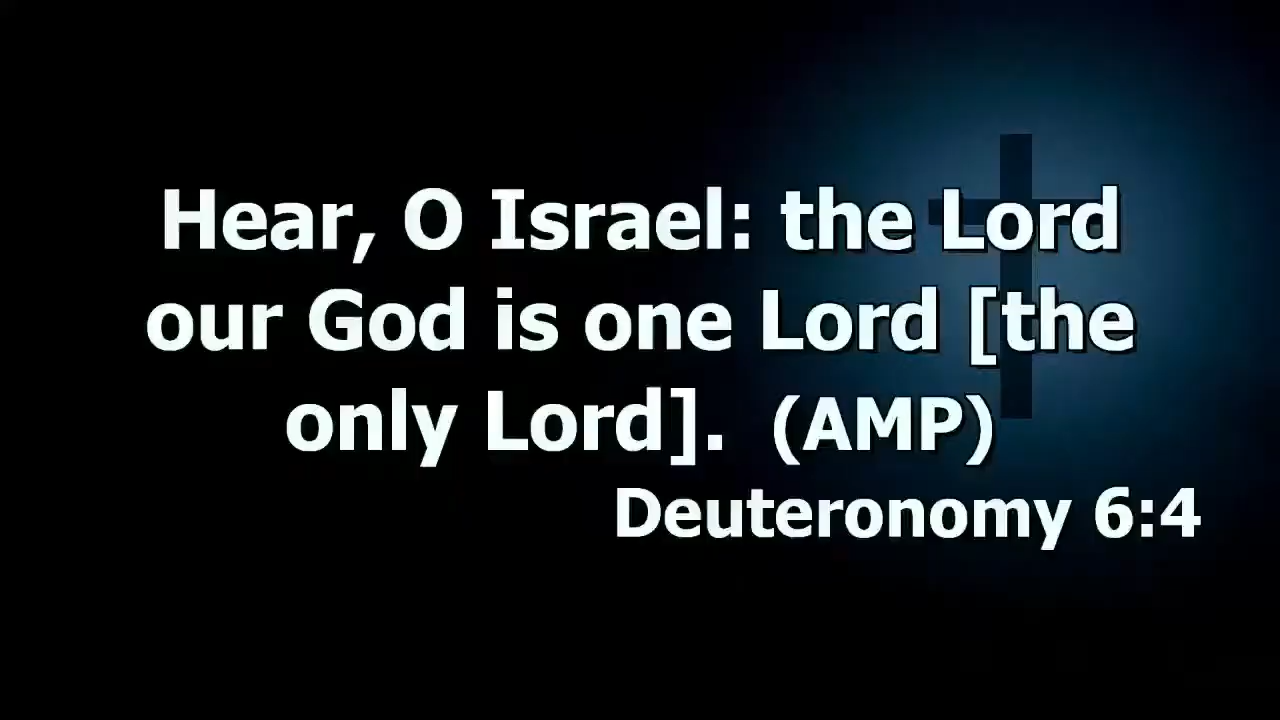 Hear, O Israel: the Lord
our God is one Lord [the
only Lord]. (AMP)
Deuteronomy 6:4